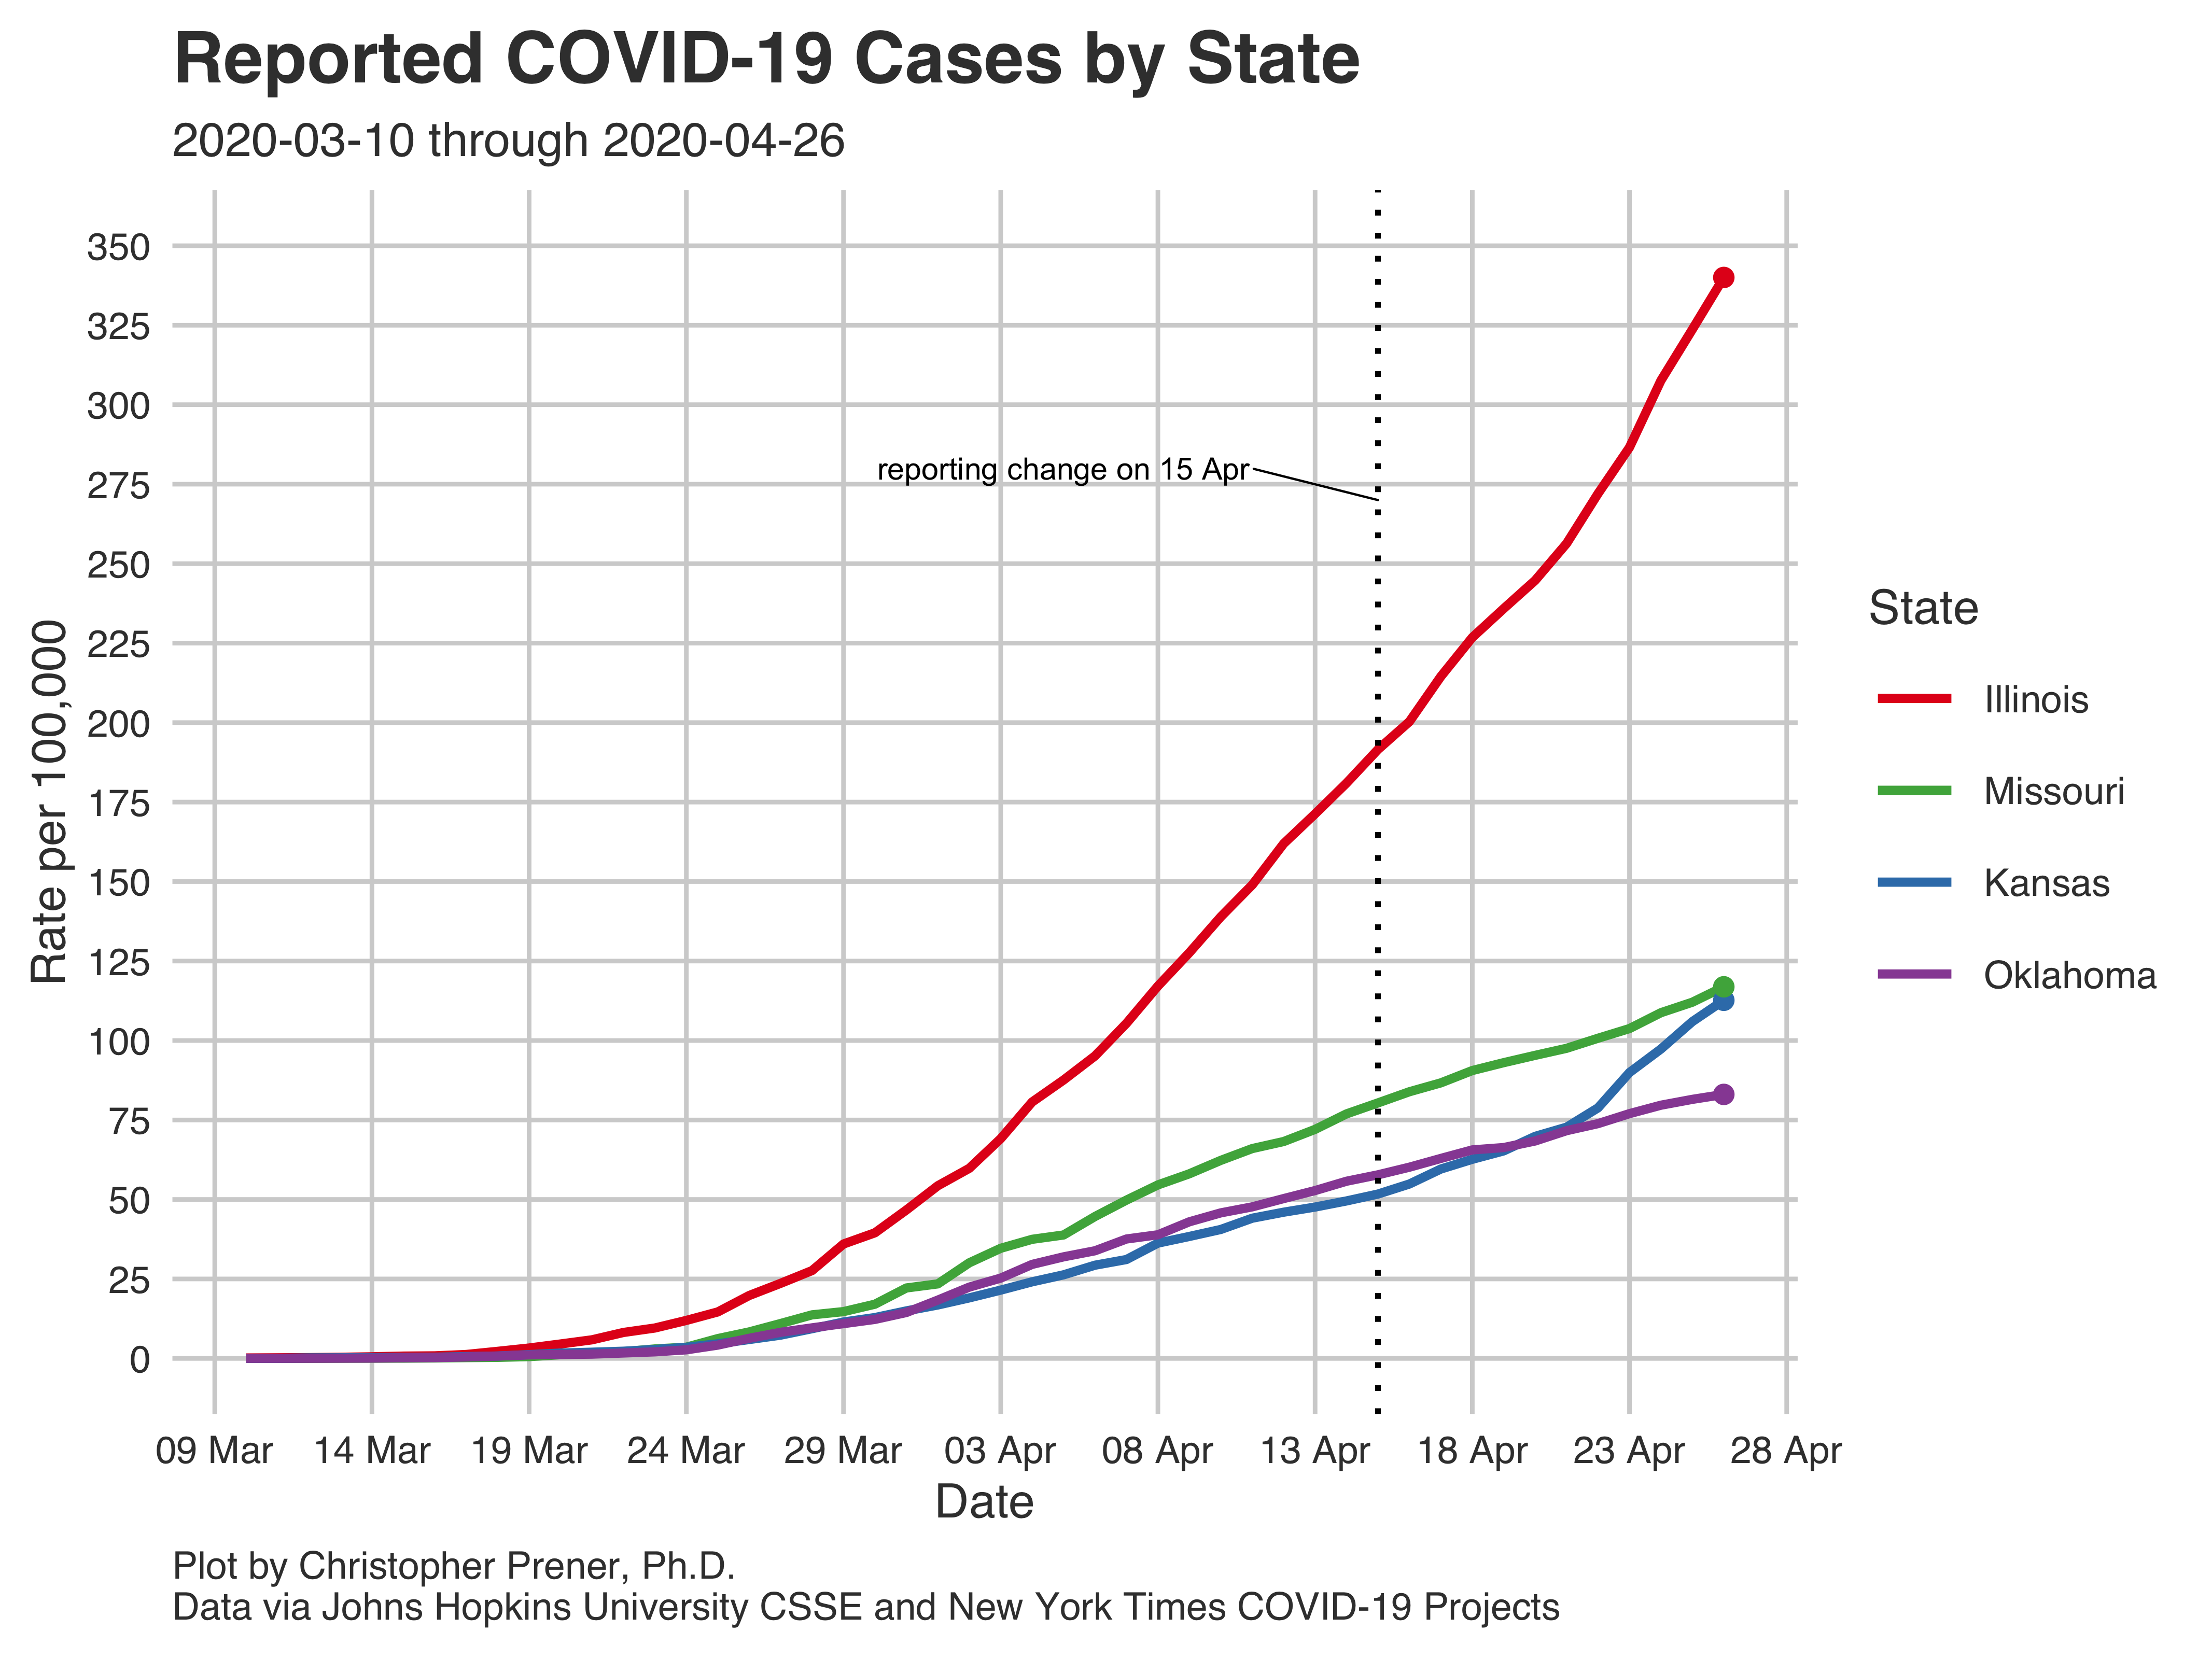 Reported COVID-19 Cases by State
2020-03-10 through 2020-04-26
350
325
300
275
250
225
200
175
150
125
100
75
50
25
0
Rate per 100,000
reporting change on 15 Apr
State
Illinois
Missouri
Kansas
Oklahoma
09 Mar 14 Mar 19 Mar 24 Mar 29 Mar 03 Apr 08 Apr 13 Apr 18 Apr 23 Apr 28 Apr
Date
Plot by Christopher Prener, Ph.D.
Data via Johns Hopkins University CSSE and New York Times COVID-19 Projects